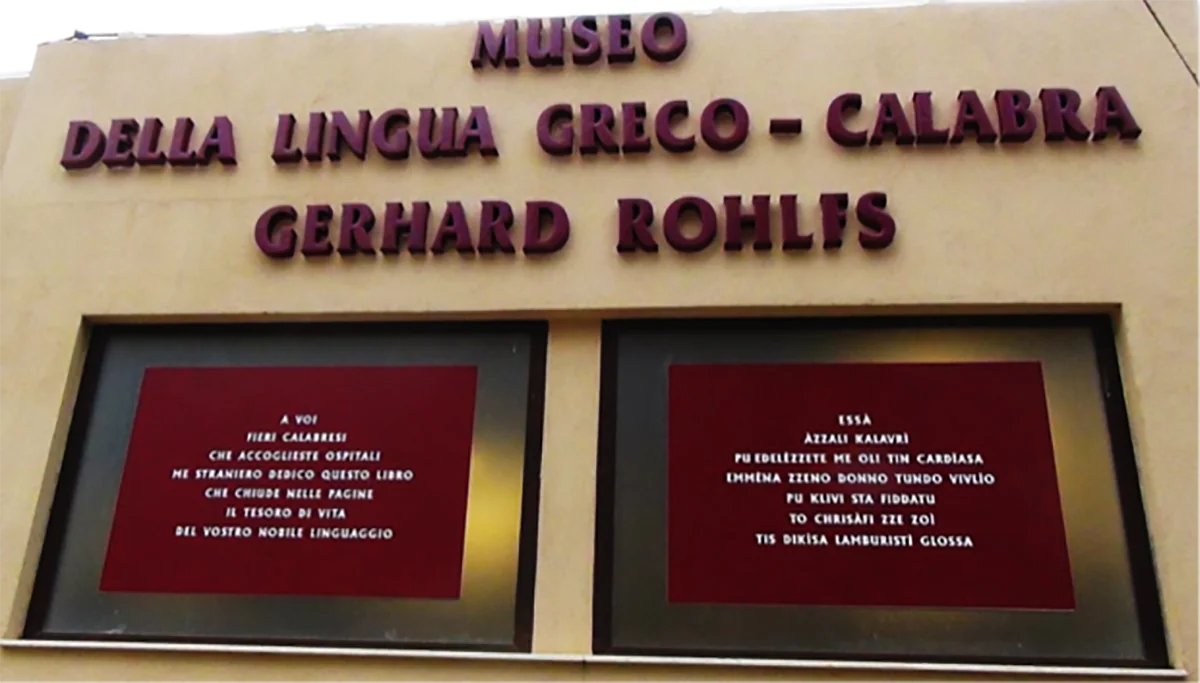 MUSEO
DELLA LINGUA GRECO - CALABRA
GERHARD ROHLFS
A VOI
FIERI CALABRESI
CHE ACCOGLIESTE OSPITALI
ME STRANIERO DEDICO QUESTO LIBRO
CHE CHIUDE NELLE PAGINE
IL TESORO DI VITA
DEL VOSTRO NOBILE LINGUAGGIO
ESSÀ
ÀZZALI KALAVRÌ
PU EDELÈZZETE ME OLI TIN CARDÌASA
EMMÈNA ZZENO DONNO TUNDO VIVLÌO
PU KLIVI STA FIDDATU
TO CHRISÀFI ZZE ZOÌ
TIS DIKÌSA LAMBURISTÌ GLOSSA